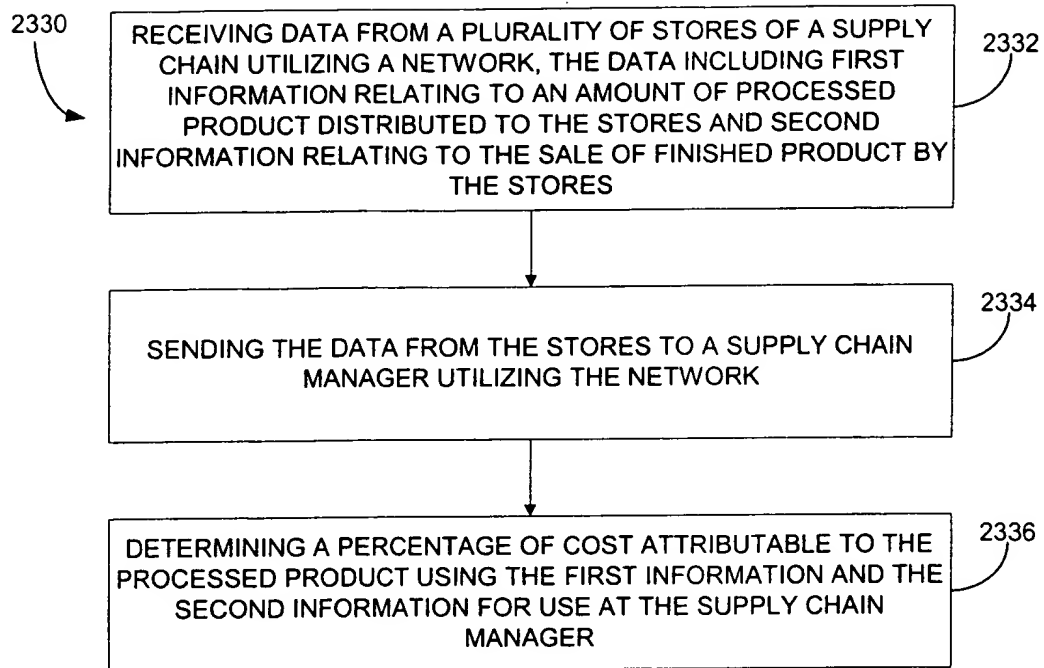 2330
RECEIVING DATA FROM A PLURALITY OF STORES OF A SUPPLY
CHAIN UTILIZING A NETWORK, THE DATA INCLUDING FIRST
INFORMATION RELATING TO AN AMOUNT OF PROCESSED
PRODUCT DISTRIBUTED TO THE STORES AND SECOND
INFORMATION RELATING TO THE SALE OF FINISHED PRODUCT BY
THE STORES
2332
SENDING THE DATA FROM THE STORES TO A SUPPLY CHAIN
MANAGER UTILIZING THE NETWORK
2334
DETERMINING A PERCENTAGE OF COST ATTRIBUTABLE TO THE
PROCESSED PRODUCT USING THE FIRST INFORMATION AND THE
SECOND INFORMATION FOR USE AT THE SUPPLY CHAIN
MANAGER
2336